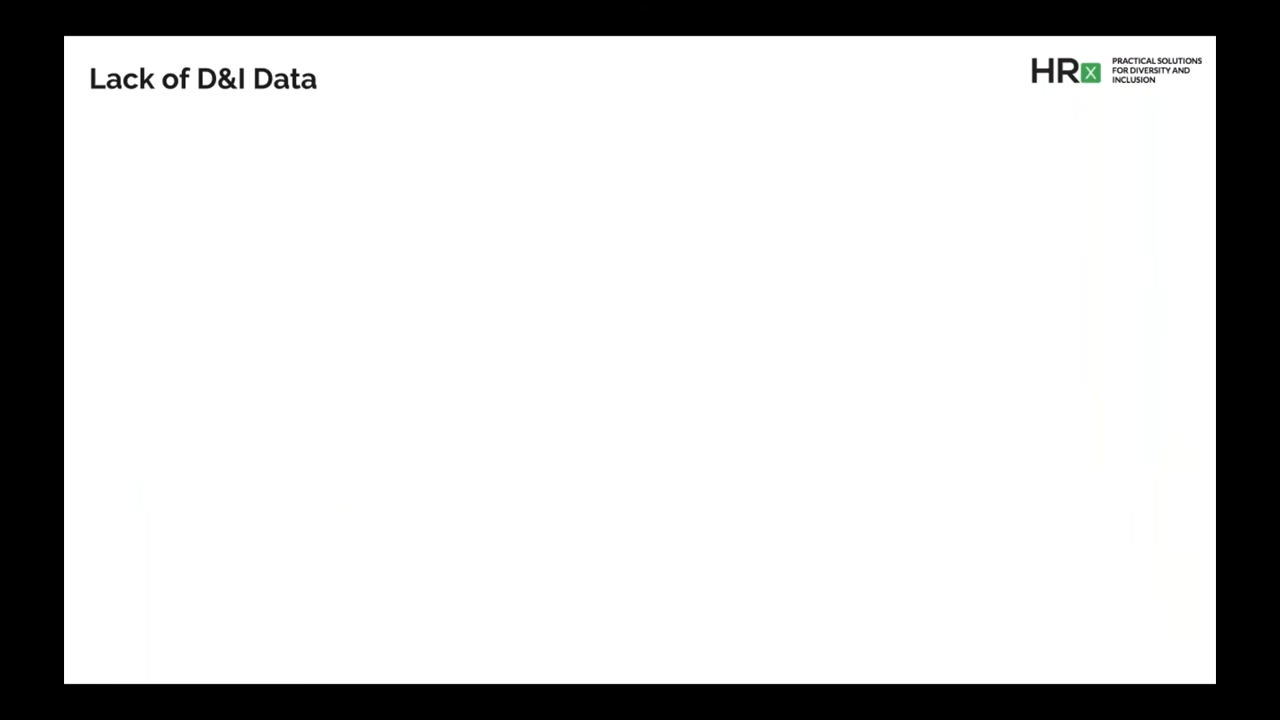 Lack of D&I Data
HRx
PRACTICAL SOLUTIONS
FOR DIVERSITY AND
INCLUSION